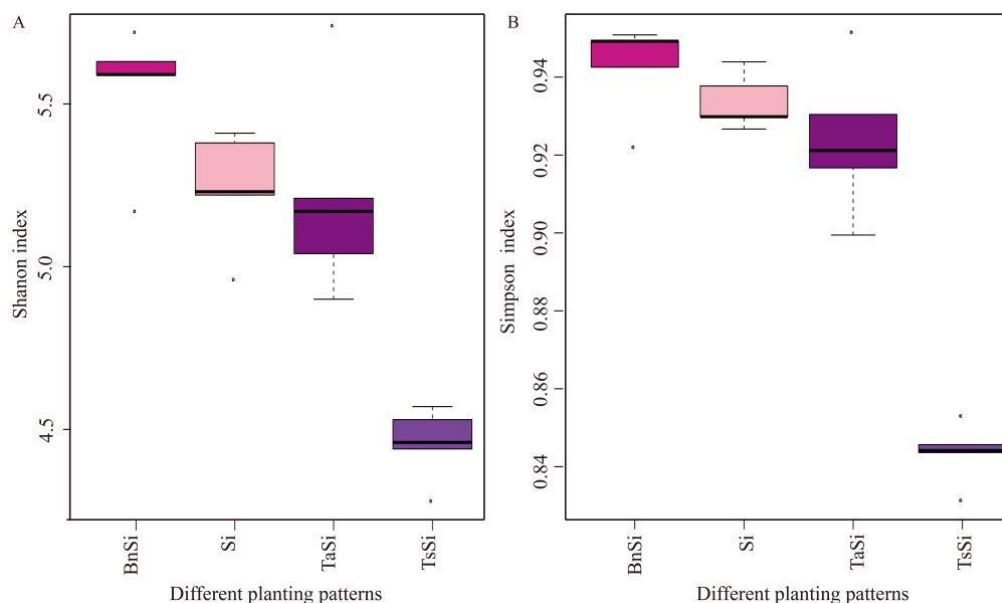 A
Shanon index
5.5
5.0
4.5
BnSi
Si
TaSi
TsSi
Different planting patterns
B
Simpson index
0.94
0.92
0.90
0.88
0.86
0.84
BnSi
Si
TaSi
TsSi
Different planting patterns